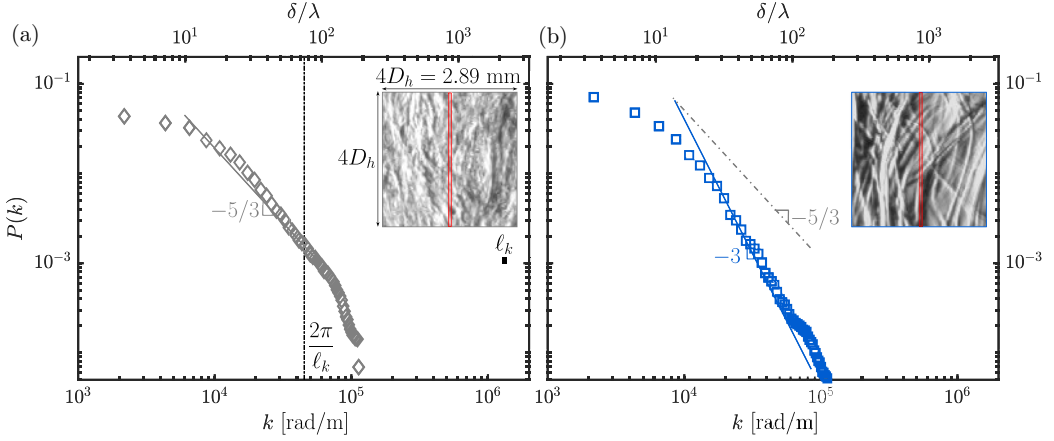 (a)
δ/λ
10¹ 10² 10³
P(k)
10⁻¹
10⁻³
4D_h = 2.89 mm
4D_h
−5/3
ℓ_k
2π/ℓ_k
10³ 10⁴ 10⁵ 10⁶
k [rad/m]
(b)
δ/λ
10¹ 10² 10³
10⁻¹
10⁻³
−5/3
−3
10³ 10⁴ 10⁵ 10⁶
k [rad/m]